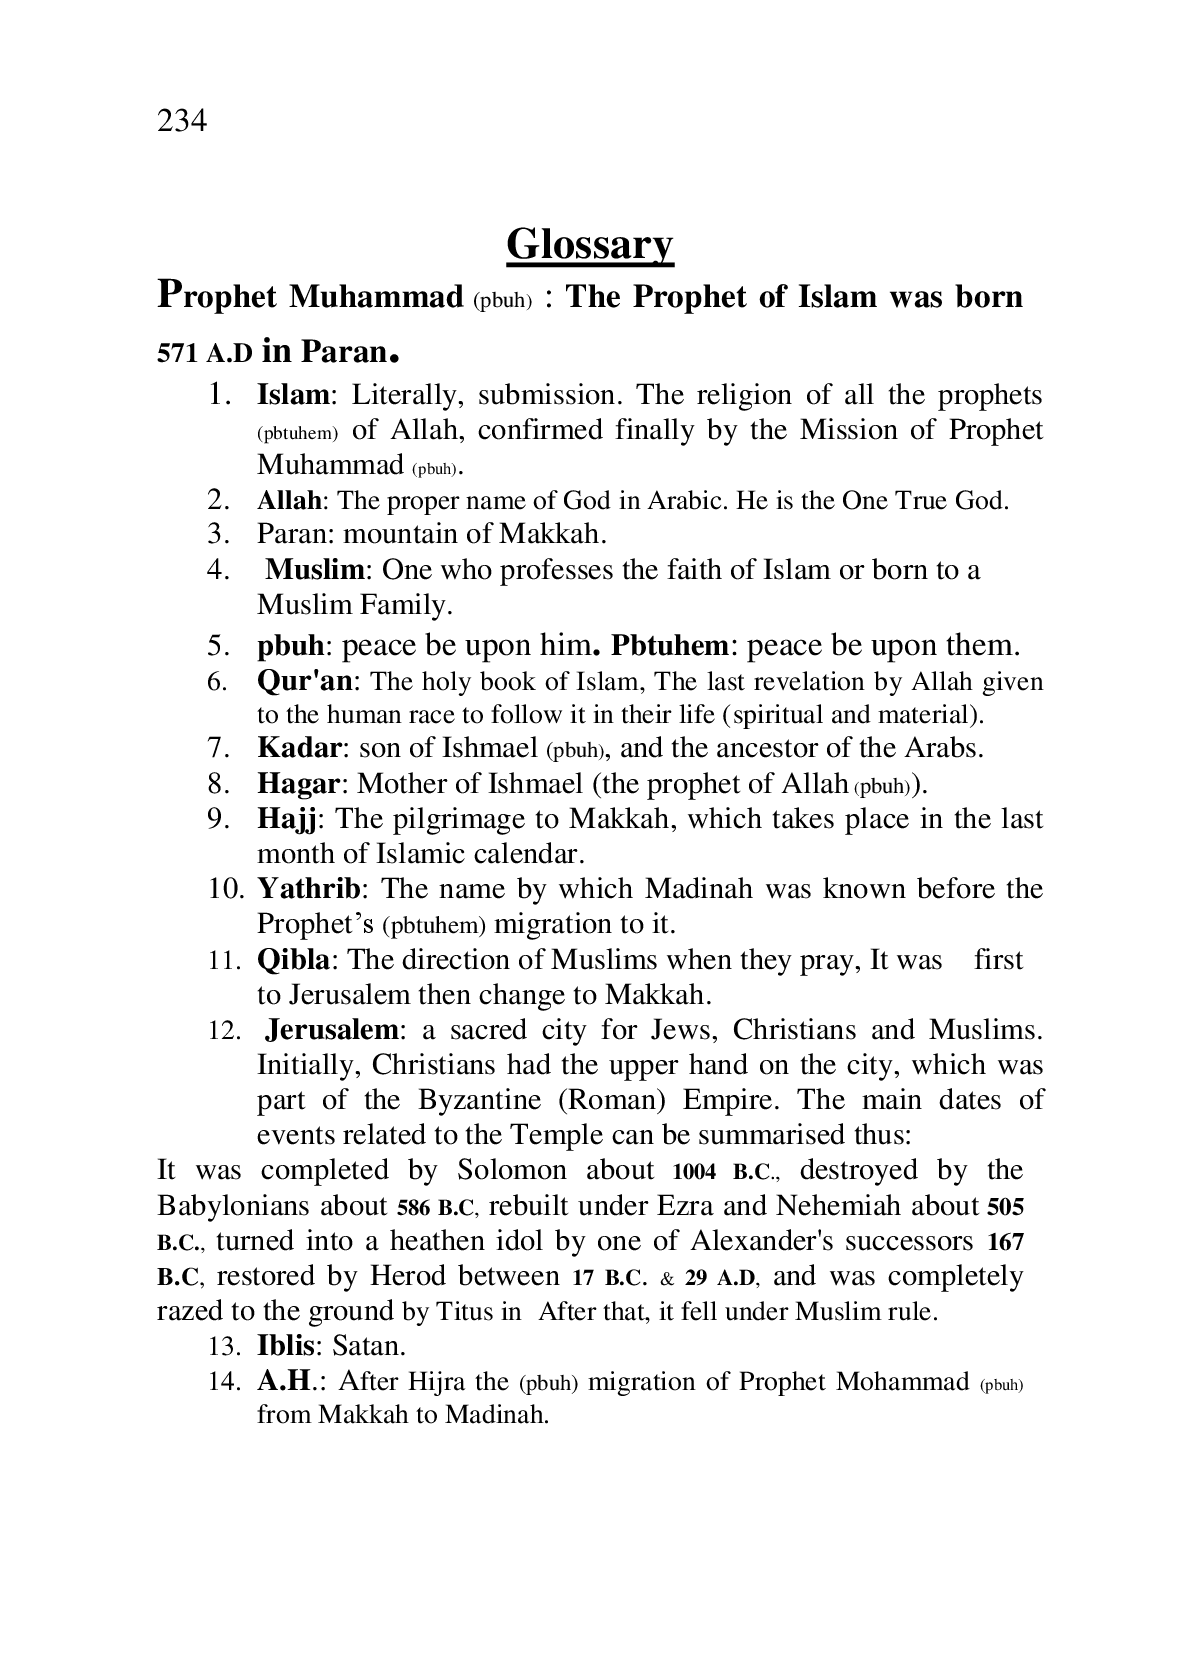 234
Glossary
Prophet Muhammad (pbuh) : The Prophet of Islam was born
571 A.D in Paran.
1. Islam: Literally, submission. The religion of all the prophets
(pbtuhem) of Allah, confirmed finally by the Mission of Prophet
Muhammad (pbuh).
2. Allah: The proper name of God in Arabic. He is the One True God.
3. Paran: mountain of Makkah.
4. Muslim: One who professes the faith of Islam or born to a
Muslim Family.
5. pbuh: peace be upon him. Pbtuhem: peace be upon them.
6. Qur'an: The holy book of Islam, The last revelation by Allah given
to the human race to follow it in their life (spiritual and material).
7. Kadar: son of Ishmael (pbuh), and the ancestor of the Arabs.
8. Hagar: Mother of Ishmael (the prophet of Allah (pbuh)).
9. Hajj: The pilgrimage to Makkah, which takes place in the last
month of Islamic calendar.
10. Yathrib: The name by which Madinah was known before the
Prophet’s (pbtuhem) migration to it.
11. Qibla: The direction of Muslims when they pray, It was first
to Jerusalem then change to Makkah.
12. Jerusalem: a sacred city for Jews, Christians and Muslims.
Initially, Christians had the upper hand on the city, which was
part of the Byzantine (Roman) Empire. The main dates of
events related to the Temple can be summarised thus:
It was completed by Solomon about 1004 B.C., destroyed by the
Babylonians about 586 B.C, rebuilt under Ezra and Nehemiah about 505
B.C., turned into a heathen idol by one of Alexander's successors 167
B.C, restored by Herod between 17 B.C. & 29 A.D, and was completely
razed to the ground by Titus in After that, it fell under Muslim rule.
13. Iblis: Satan.
14. A.H.: After Hijra the (pbuh) migration of Prophet Mohammad (pbuh)
from Makkah to Madinah.